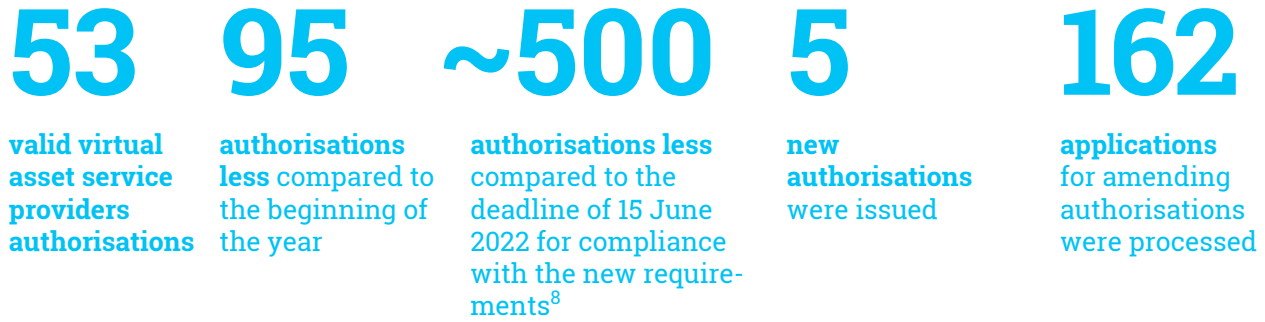 53
valid virtual
asset service
providers
authorisations
95
authorisations
less compared to
the beginning of
the year
~500
authorisations less
compared to the
deadline of 15 June
2022 for compliance
with the new require-
ments8
5
new
authorisations
were issued
162
applications
for amending
authorisations
were processed